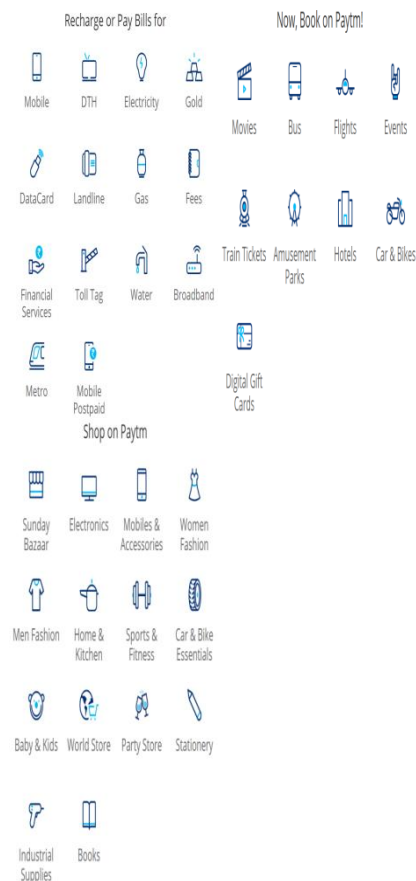 Recharge or Pay Bills for
Mobile DTH Electricity Gold
DataCard Landline Gas Fees
Financial Services Toll Tag Water Broadband
Metro Mobile Postpaid
Now, Book on Paytm!
Movies Bus Flights Events
Train Tickets Amusement Parks Hotels Car & Bikes
Digital Gift Cards
Shop on Paytm
Sunday Bazaar Electronics Mobiles & Accessories Women Fashion
Men Fashion Home & Kitchen Sports & Fitness Car & Bike Essentials
Baby & Kids World Store Party Store Stationery
Industrial Supplies Books